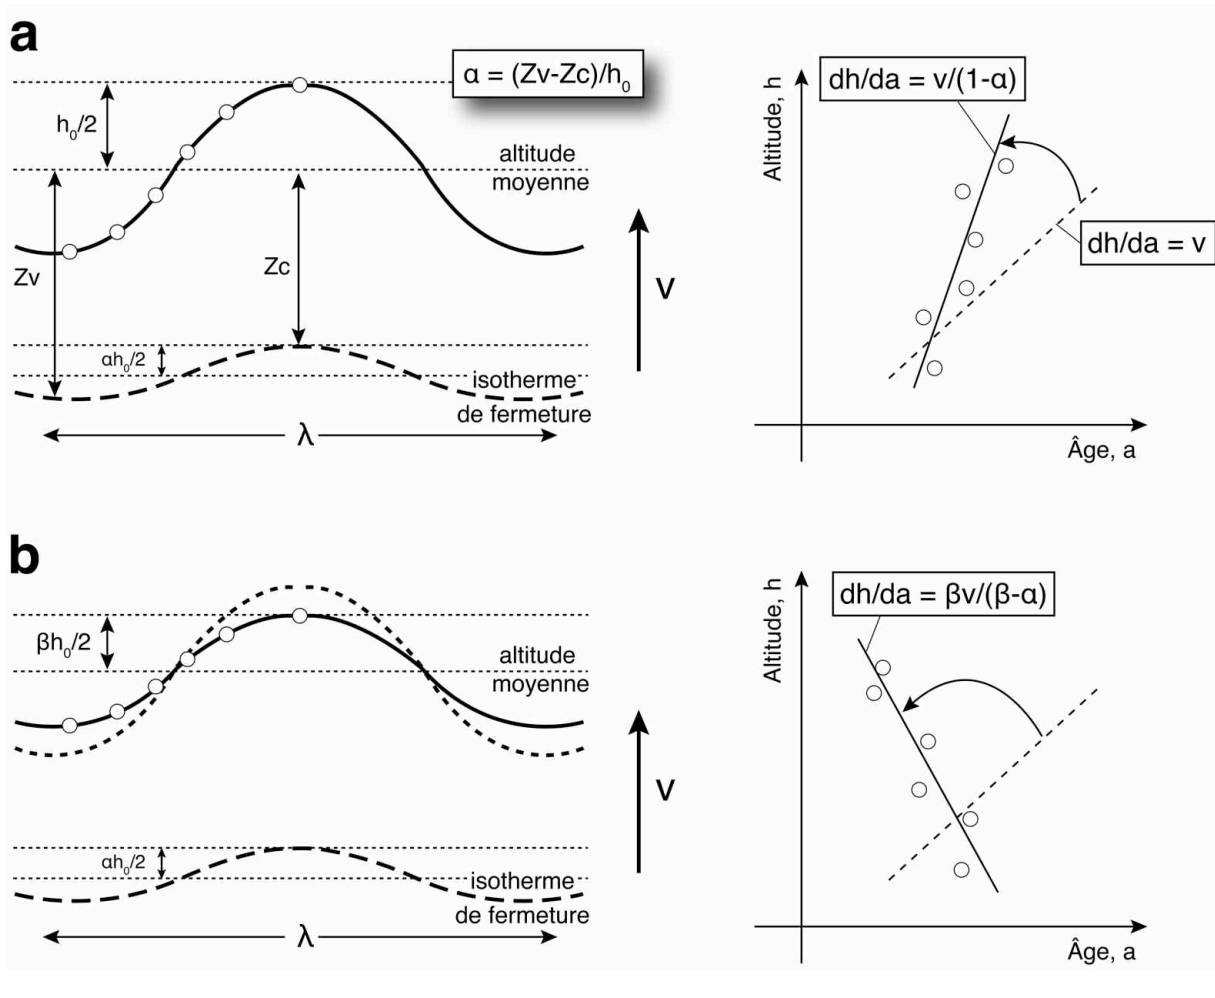 a
α = (Zv-Zc)/h₀
h₀/2
altitude
moyenne
Zv
Zc
v
αh₀/2
isotherme
de fermeture
λ
Altitude, h
dh/da = v/(1-α)
dh/da = v
Âge, a
b
βh₀/2
altitude
moyenne
v
αh₀/2
isotherme
de fermeture
λ
Altitude, h
dh/da = βv/(β-α)
Âge, a